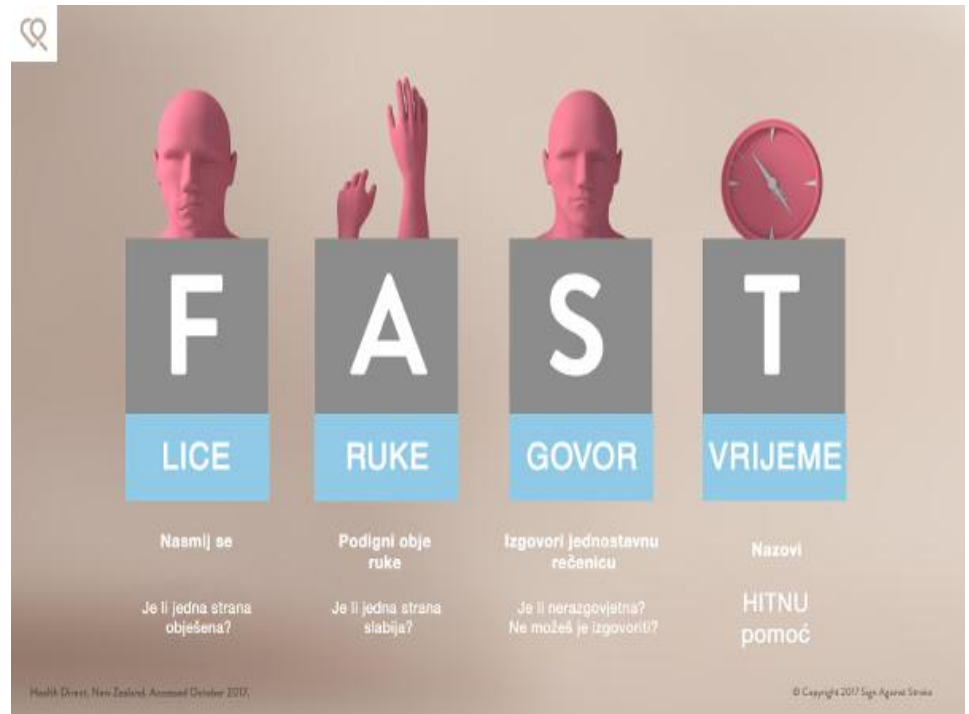 F
A
S
T
LICE
RUKE
GOVOR
VRIJEME
Nasmij se
Je li jedna strana
obješena?
Podigni obje
ruke
Je li jedna strana
slabija?
Izgovori jednostavnu
rečenicu
Je li nerazgovjetna?
Ne možeš je izgovoriti?
Nazovi
HITNU
pomoć
Health Direct, New Zealand. Accessed October 2017.
© Copyright 2017 Sign Against Stroke